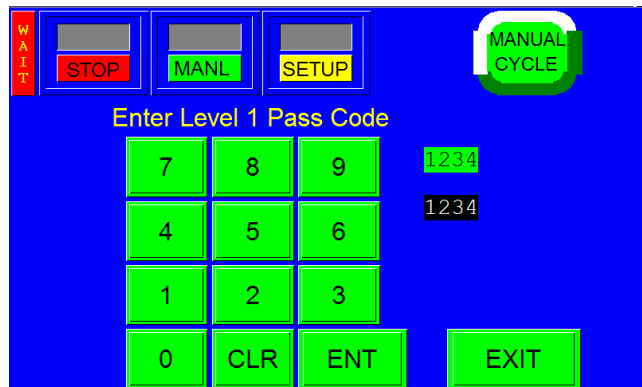 WAIT
STOP
MANL
SETUP
MANUAL
CYCLE
Enter Level 1 Pass Code
7 8 9
1234
4 5 6
1234
1 2 3
0 CLR ENT EXIT